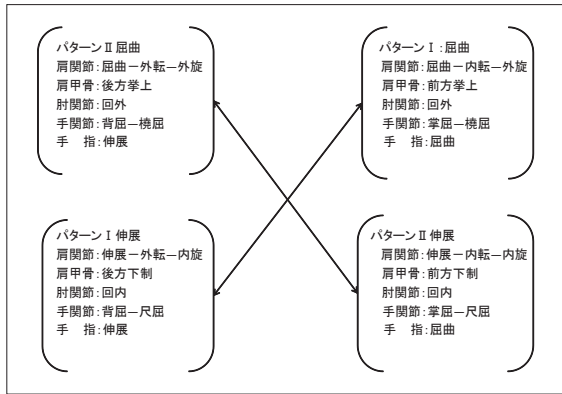 パターンⅡ屈曲
肩関節:屈曲－外転－外旋
肩甲骨:後方挙上
肘関節:回外
手関節:背屈－橈屈
手　指:伸展
パターンⅠ:屈曲
肩関節:屈曲－内転－外旋
肩甲骨:前方挙上
肘関節:回外
手関節:掌屈－橈屈
手　指:屈曲
パターンⅠ伸展
肩関節:伸展－外転－内旋
肩甲骨:後方下制
肘関節:回内
手関節:背屈－尺屈
手　指:伸展
パターンⅡ伸展
肩関節:伸展－内転－内旋
肩甲骨:前方下制
肘関節:回内
手関節:掌屈－尺屈
手　指:屈曲